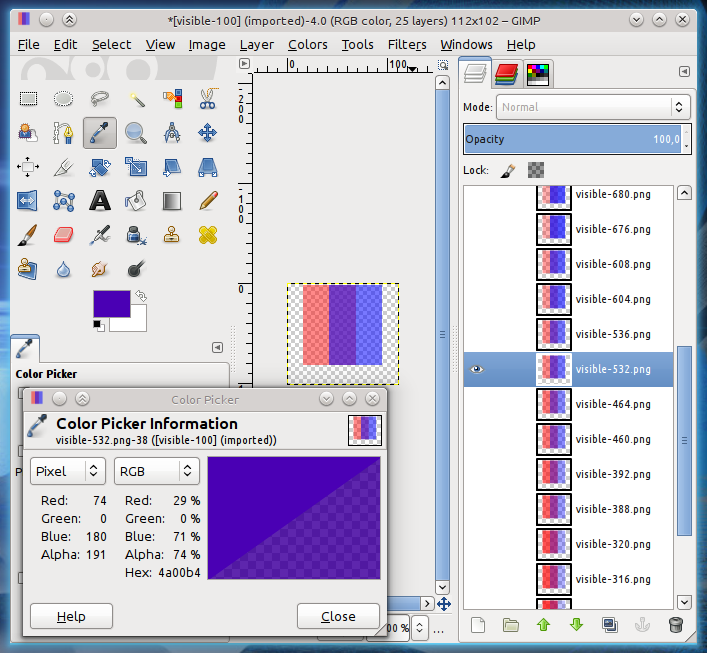 *[visible-100] (imported)-4.0 (RGB color, 25 layers) 112x102 – GIMP
File Edit Select View Image Layer Colors Tools Filters Windows Help
0 100
200
100
0
Mode: Normal
Opacity 100,0
Lock:
visible-680.png
visible-676.png
visible-608.png
visible-604.png
visible-536.png
visible-532.png
visible-464.png
visible-460.png
visible-392.png
visible-388.png
visible-320.png
visible-316.png
Color Picker
Color Picker
Color Picker Information
visible-532.png-38 ([visible-100] (imported))
Pixel RGB
Red: 74 Red: 29 %
Green: 0 Green: 0 %
Blue: 180 Blue: 71 %
Alpha: 191 Alpha: 74 %
Hex: 4a00b4
Help Close
00 % ...